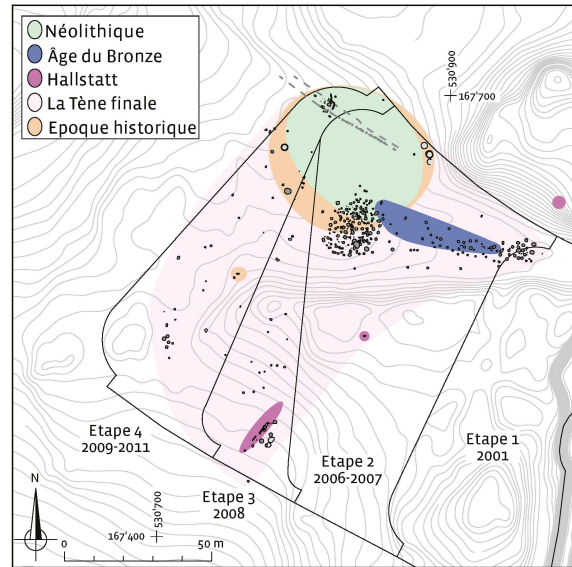 Néolithique
Âge du Bronze
Hallstatt
La Tène finale
Epoque historique
530'900
167'700
Etape 4
2009-2011
Etape 3
2008
Etape 2
2006-2007
Etape 1
2001
N
530'700
167'400
0
50 m